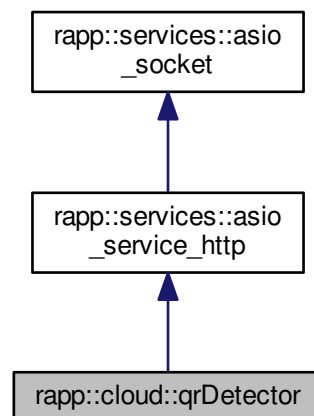 rapp::services::asio
_socket
rapp::services::asio
_service_http
rapp::cloud::qrDetector